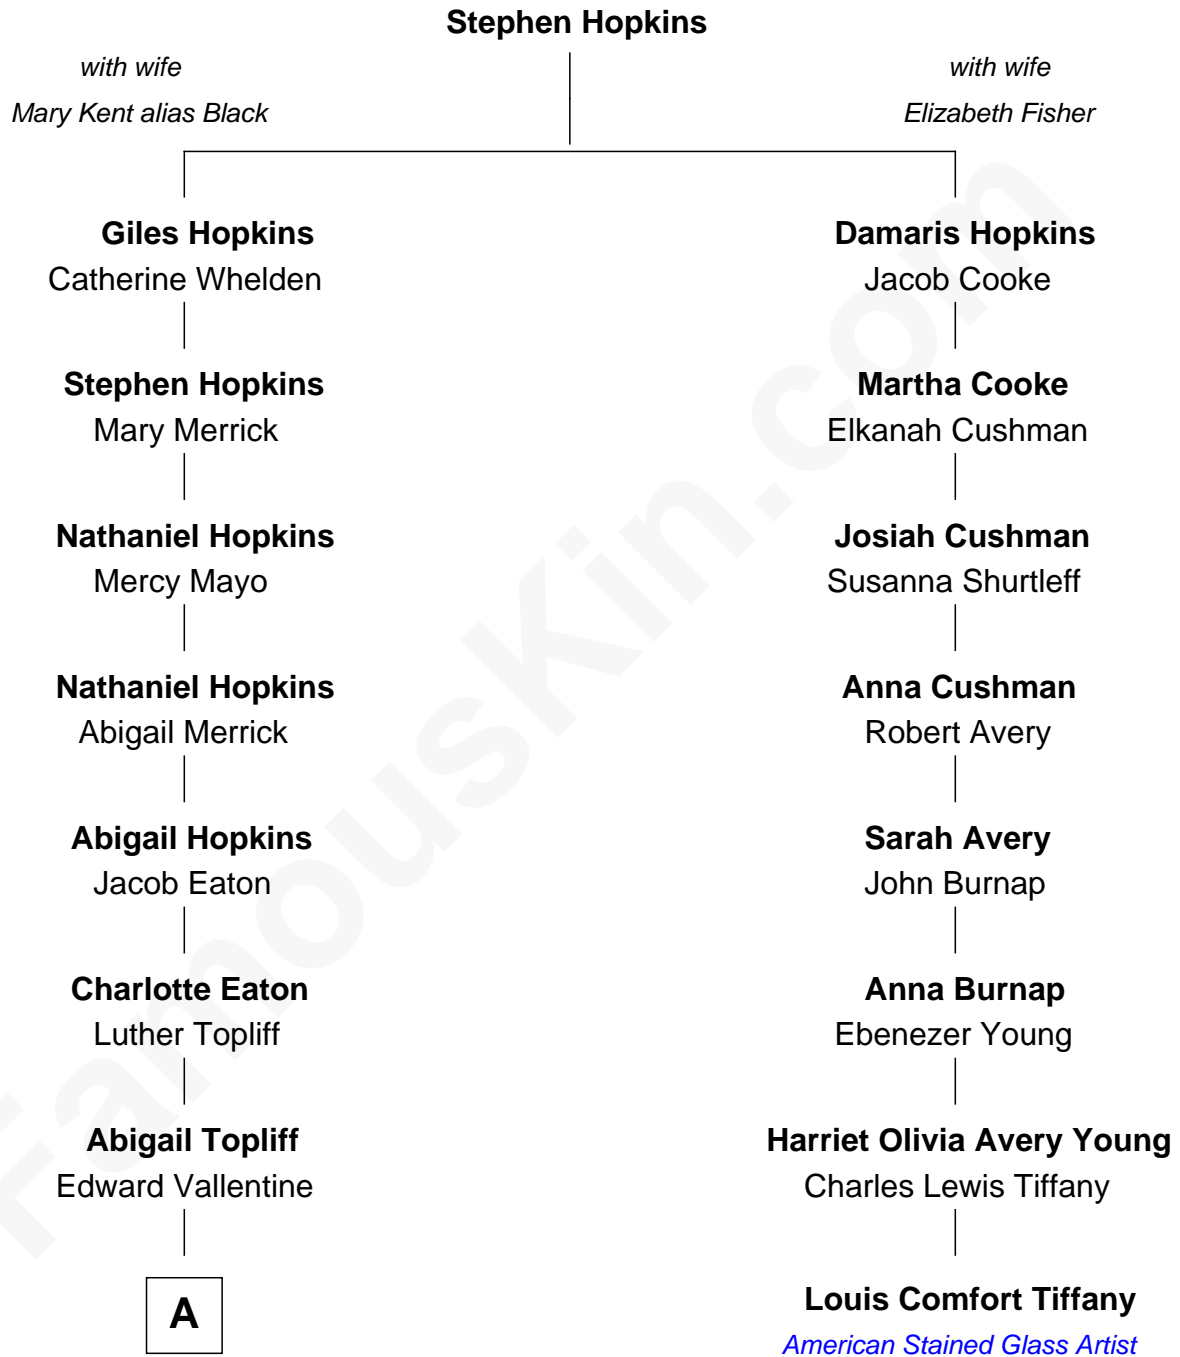 Stephen Hopkins
with wife
Mary Kent alias Black
with wife
Elizabeth Fisher
Giles Hopkins
Catherine Whelden
Damaris Hopkins
Jacob Cooke
Stephen Hopkins
Mary Merrick
Martha Cooke
Elkanah Cushman
Nathaniel Hopkins
Mercy Mayo
Josiah Cushman
Susanna Shurtleff
Nathaniel Hopkins
Abigail Merrick
Anna Cushman
Robert Avery
Abigail Hopkins
Jacob Eaton
Sarah Avery
John Burnap
Charlotte Eaton
Luther Topliff
Anna Burnap
Ebenezer Young
Abigail Topliff
Edward Vallentine
Harriet Olivia Avery Young
Charles Lewis Tiffany
A
Louis Comfort Tiffany
American Stained Glass Artist
FamousKin.com